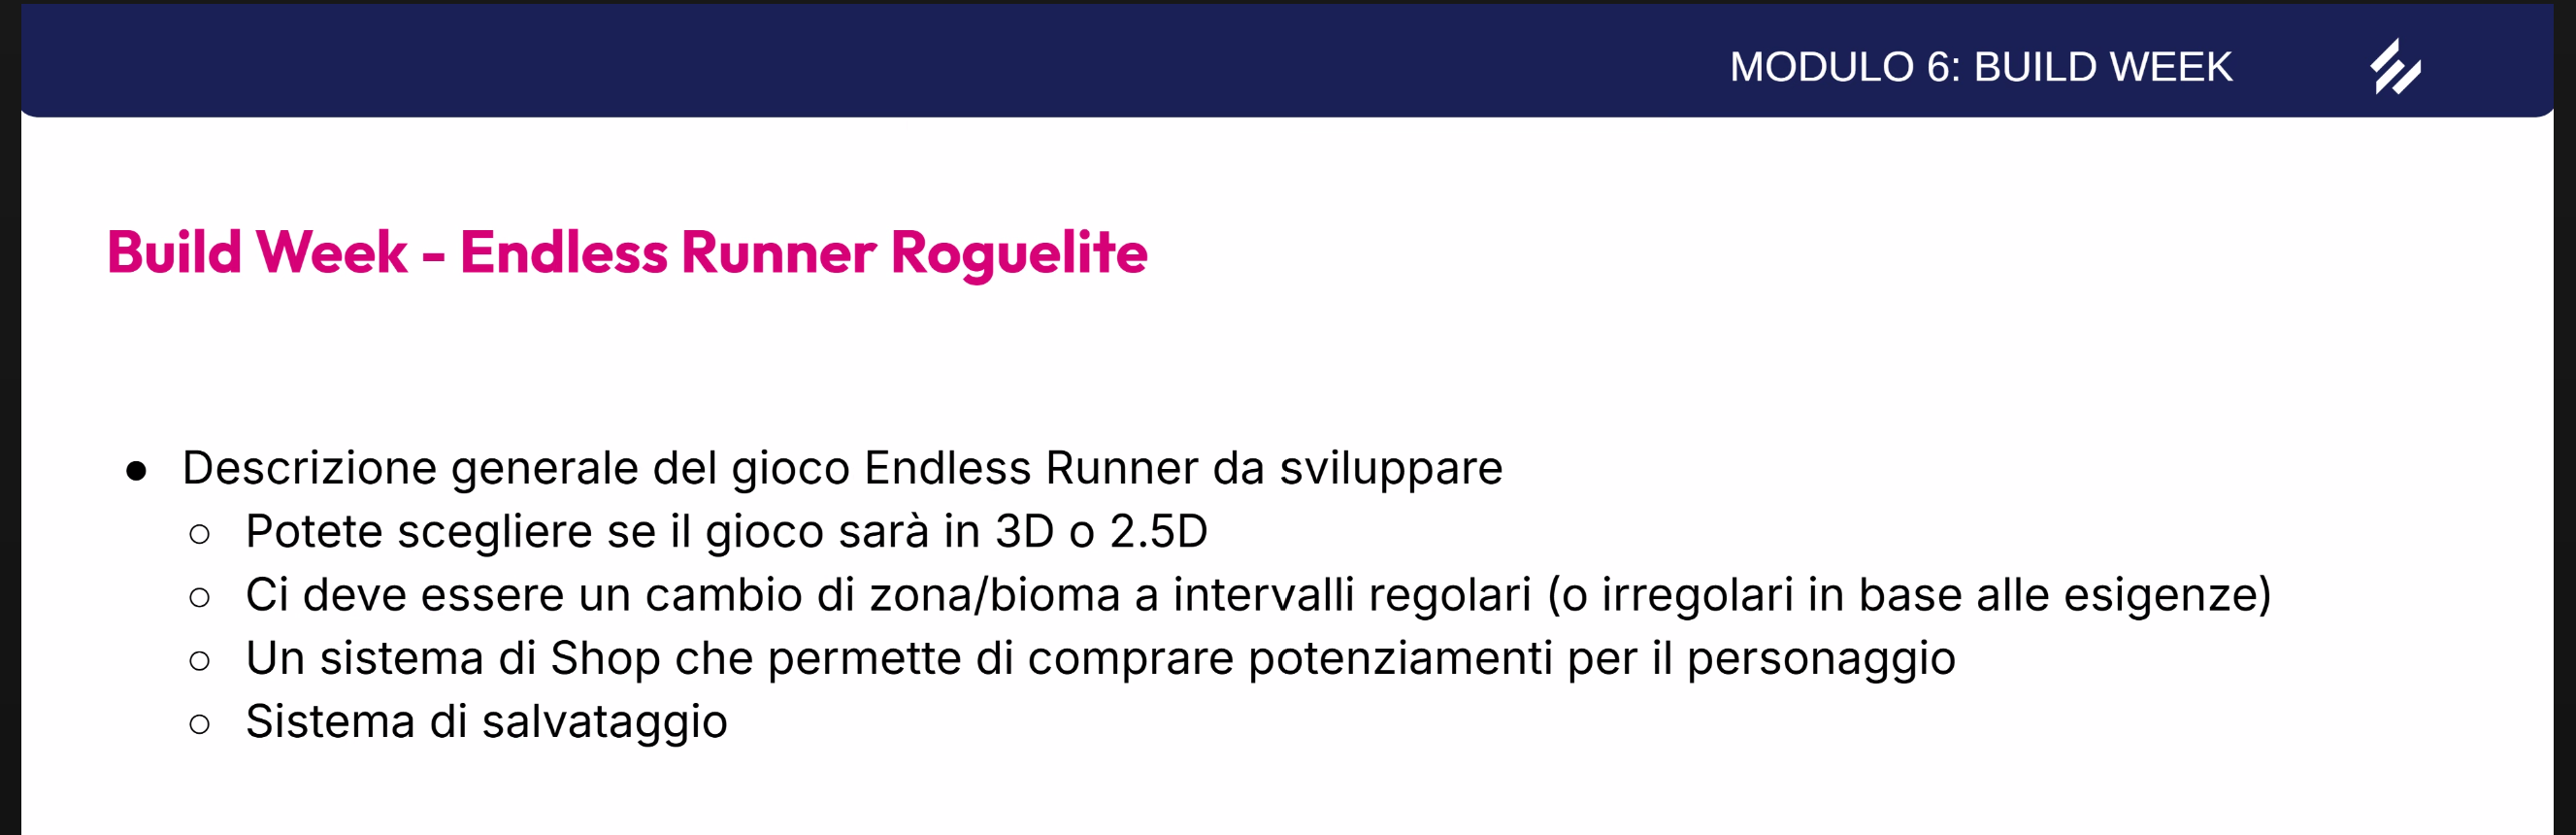 MODULO 6: BUILD WEEK
Build Week - Endless Runner Roguelite
● Descrizione generale del gioco Endless Runner da sviluppare
○ Potete scegliere se il gioco sarà in 3D o 2.5D
○ Ci deve essere un cambio di zona/bioma a intervalli regolari (o irregolari in base alle esigenze)
○ Un sistema di Shop che permette di comprare potenziamenti per il personaggio
○ Sistema di salvataggio